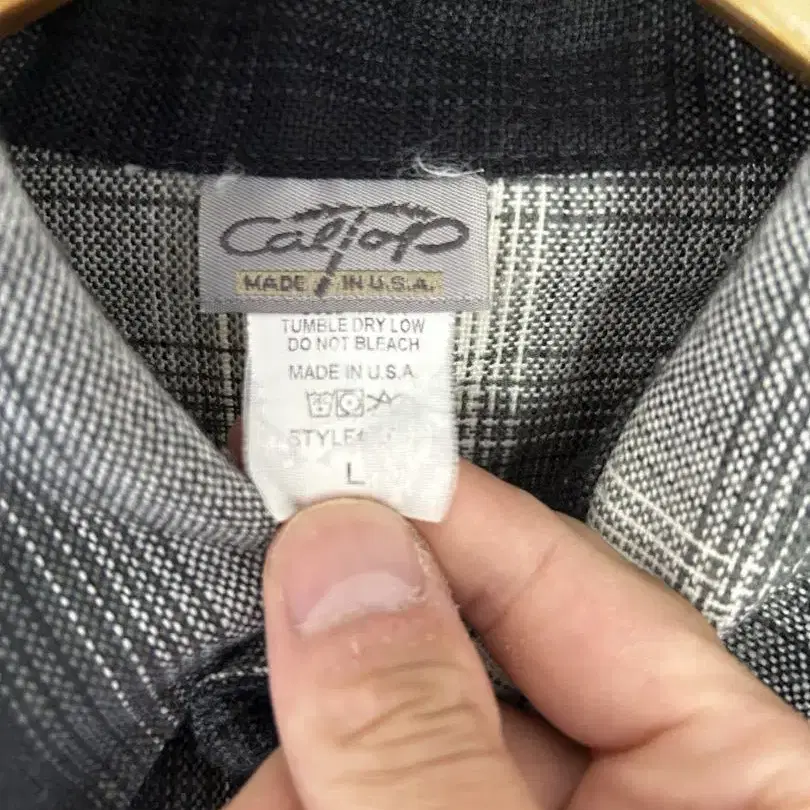 CalTop
MADE IN U.S.A.
TUMBLE DRY LOW
DO NOT BLEACH
MADE IN U.S.A
STYLE
L